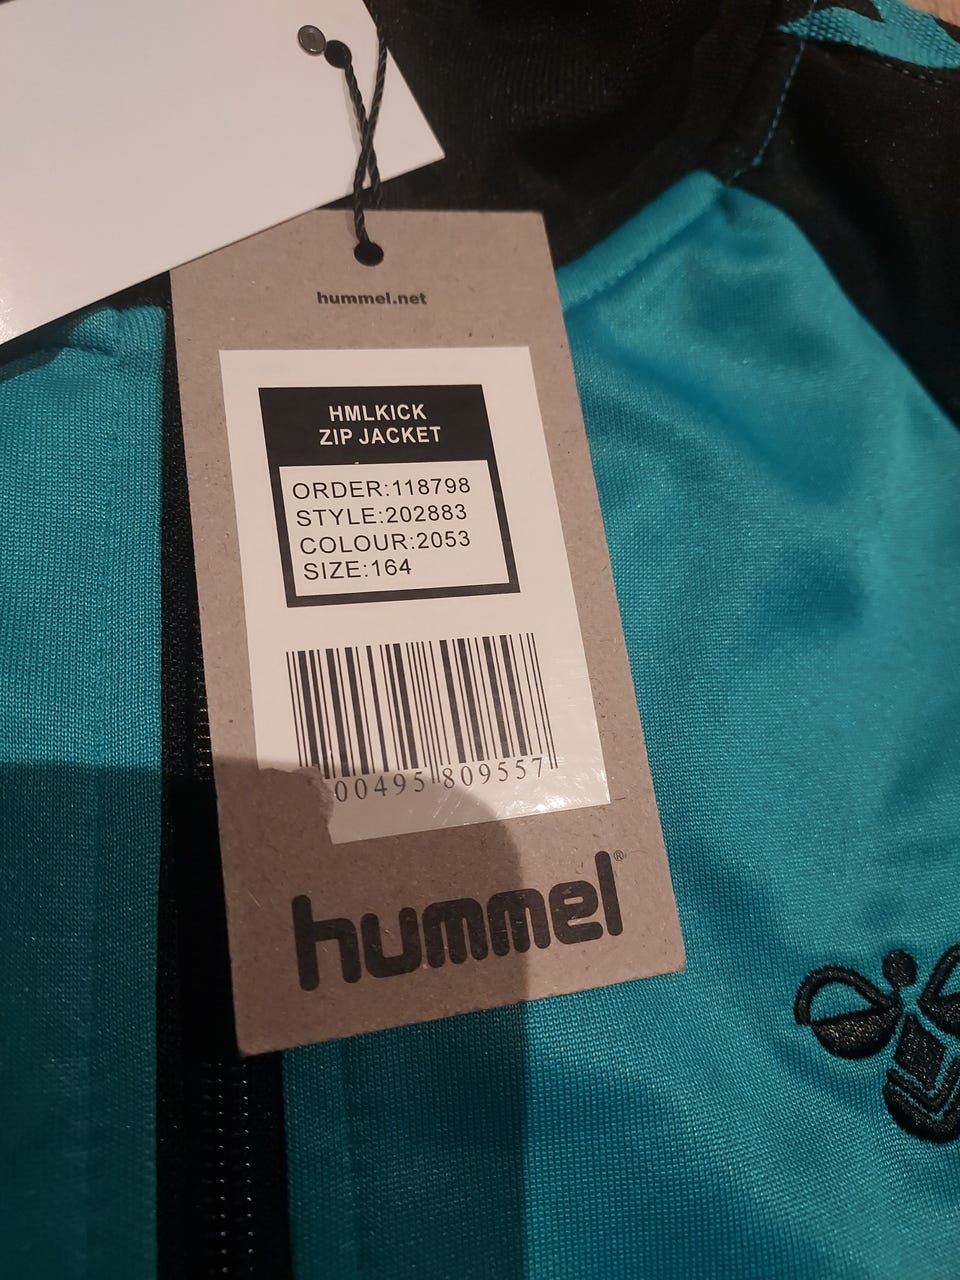 hummel.net
HMLKICK
ZIP JACKET
ORDER:118798
STYLE:202883
COLOUR:2053
SIZE:164
00495 809557
hummel®